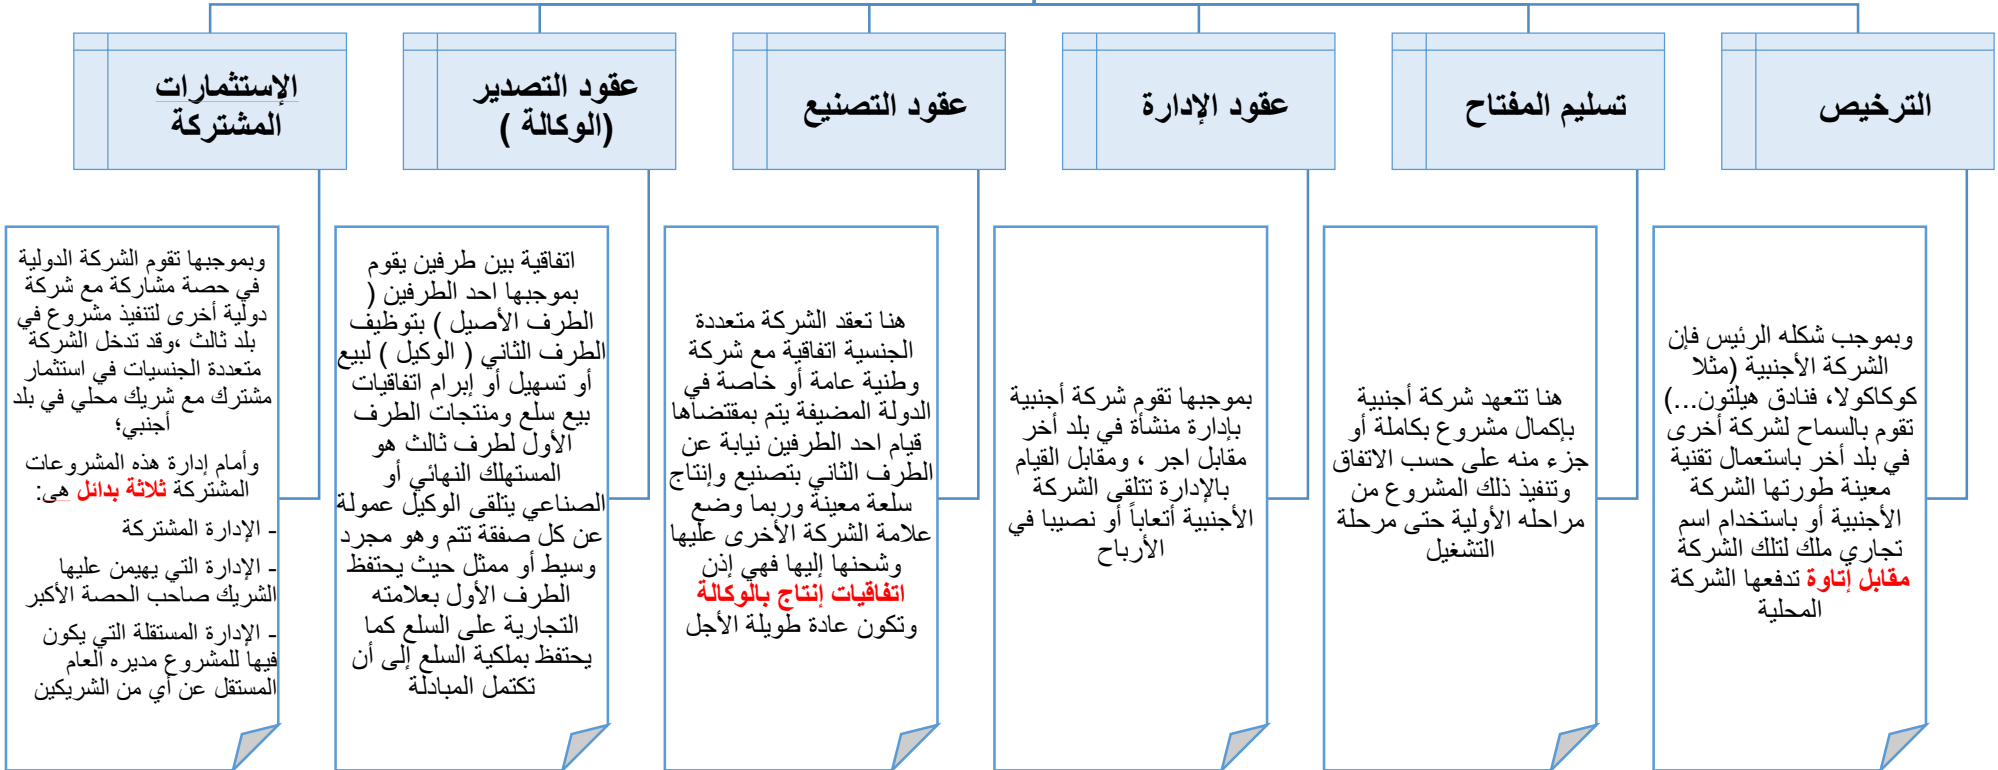 الترخيص
وبموجب شكله الرئيس فإن
الشركة الأجنبية (مثلا
كوكاكولا، فنادق هيلتون...)
تقوم بالسماح لشركة أخرى
في بلد أخر باستعمال تقنية
معينة طورتها الشركة
الأجنبية أو باستخدام اسم
تجاري ملك لتلك الشركة
مقابل إتاوة تدفعها الشركة
المحلية
تسليم المفتاح
هنا تتعهد شركة أجنبية
بإكمال مشروع بكاملة أو
جزء منه على حسب الاتفاق
وتنفيذ ذلك المشروع من
مراحله الأولية حتى مرحلة
التشغيل
عقود الإدارة
بموجبها تقوم شركة أجنبية
بإدارة منشأة في بلد أخر
مقابل اجر ، ومقابل القيام
بالإدارة تتلقى الشركة
الأجنبية أتعاباً أو نصيبا في
الأرباح
عقود التصنيع
هنا تعقد الشركة متعددة
الجنسية اتفاقية مع شركة
وطنية عامة أو خاصة في
الدولة المضيفة يتم بمقتضاها
قيام احد الطرفين نيابة عن
الطرف الثاني بتصنيع وإنتاج
سلعة معينة وربما وضع
علامة الشركة الأخرى عليها
وشحنها إليها فهي إذن
اتفاقيات إنتاج بالوكالة
وتكون عادة طويلة الأجل
عقود التصدير
(الوكالة )
اتفاقية بين طرفين يقوم
بموجبها احد الطرفين (
الطرف الأصيل ) بتوظيف
الطرف الثاني ( الوكيل ) لبيع
أو تسهيل أو إبرام اتفاقيات
بيع سلع ومنتجات الطرف
الأول لطرف ثالث هو
المستهلك النهائي أو
الصناعي يتلقى الوكيل عمولة
عن كل صفقة تتم وهو مجرد
وسيط أو ممثل حيث يحتفظ
الطرف الأول بعلامته
التجارية على السلع كما
يحتفظ بملكية السلع إلى أن
تكتمل المبادلة
الإستثمارات
المشتركة
وبموجبها تقوم الشركة الدولية
في حصة مشاركة مع شركة
دولية أخرى لتنفيذ مشروع في
بلد ثالث ،وقد تدخل الشركة
متعددة الجنسيات في استثمار
مشترك مع شريك محلي في بلد
أجنبي؛
وأمام إدارة هذه المشروعات
المشتركة ثلاثة بدائل هي:
- الإدارة المشتركة
- الإدارة التي يهيمن عليها
الشريك صاحب الحصة الأكبر
- الإدارة المستقلة التي يكون
فيها للمشروع مديره العام
المستقل عن أي من الشريكين